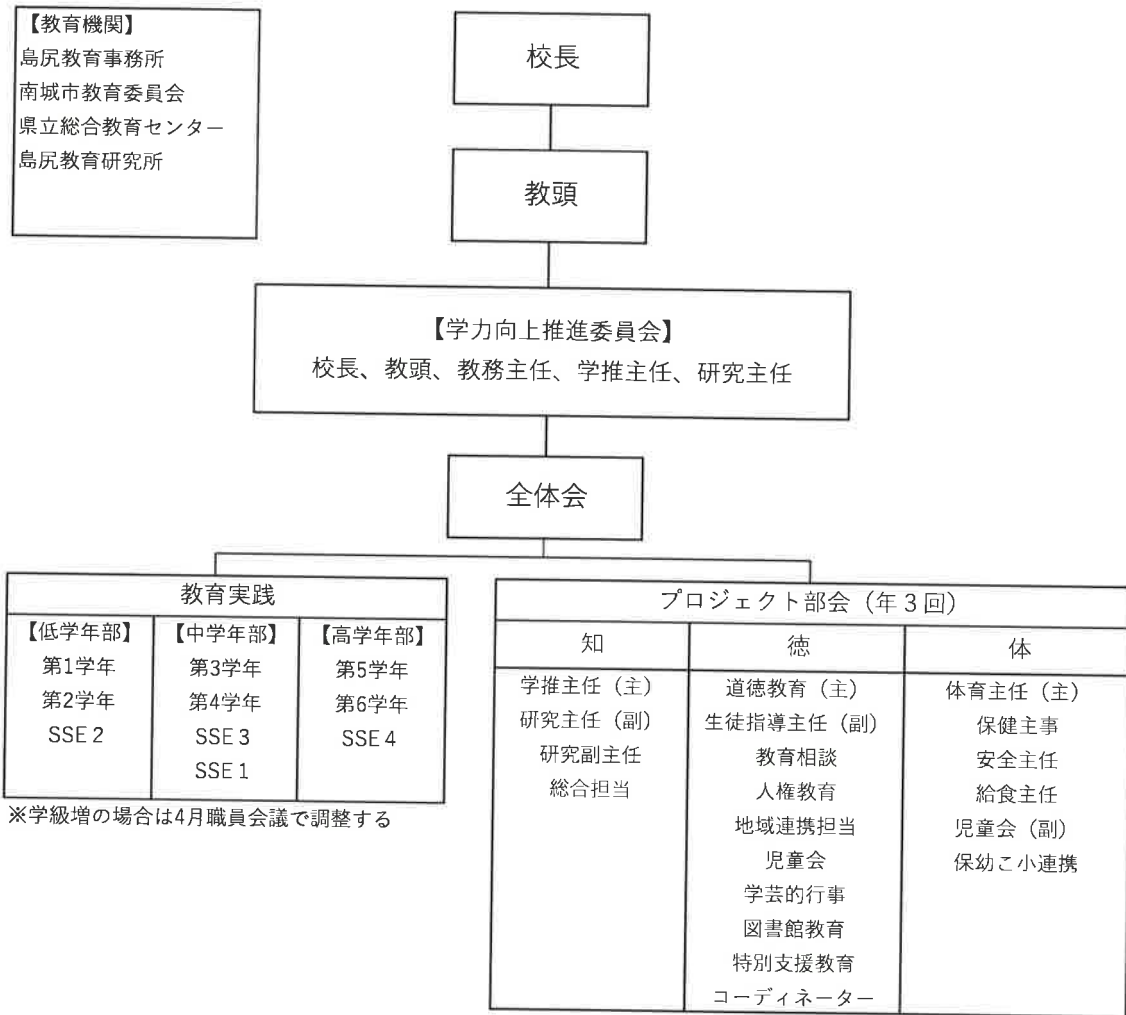 【教育機関】
島尻教育事務所
南城市教育委員会
県立総合教育センター
島尻教育研究所
校長
教頭
【学力向上推進委員会】
校長、教頭、教務主任、学推主任、研究主任
全体会
教育実践
【低学年部】
第1学年
第2学年
SSE 2
【中学年部】
第3学年
第4学年
SSE 3
SSE 1
【高学年部】
第5学年
第6学年
SSE 4
※学級増の場合は4月職員会議で調整する
プロジェクト部会（年３回）
知
学推主任（主）
研究主任（副）
研究副主任
総合担当
徳
道徳教育（主）
生徒指導主任（副）
教育相談
人権教育
地域連携担当
児童会
学芸的行事
図書館教育
特別支援教育
コーディネーター
体
体育主任（主）
保健主事
安全主任
給食主任
児童会（副）
保幼こ小連携